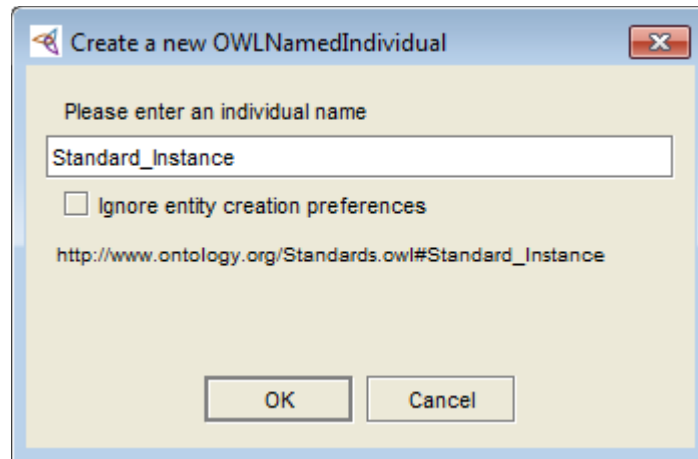 Create a new OWLNamedIndividual
Please enter an individual name
Standard_Instance
Ignore entity creation preferences
http://www.ontology.org/Standards.owl#Standard_Instance
OK
Cancel